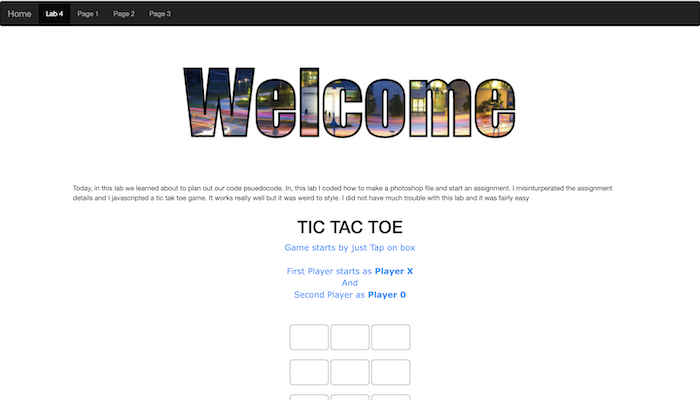 Home Lab 4 Page 1 Page 2 Page 3
Welcome
Today, in this lab we learned about to plan out our code psuedocode. In, this lab I coded how to make a photoshop file and start an assignment. I misinturperated the assignment
details and I javascripted a tic tak toe game. It works really well but it was weird to style. I did not have much trouble with this lab and it was fairly easy
TIC TAC TOE
Game starts by just Tap on box
First Player starts as Player X
And
Second Player as Player 0